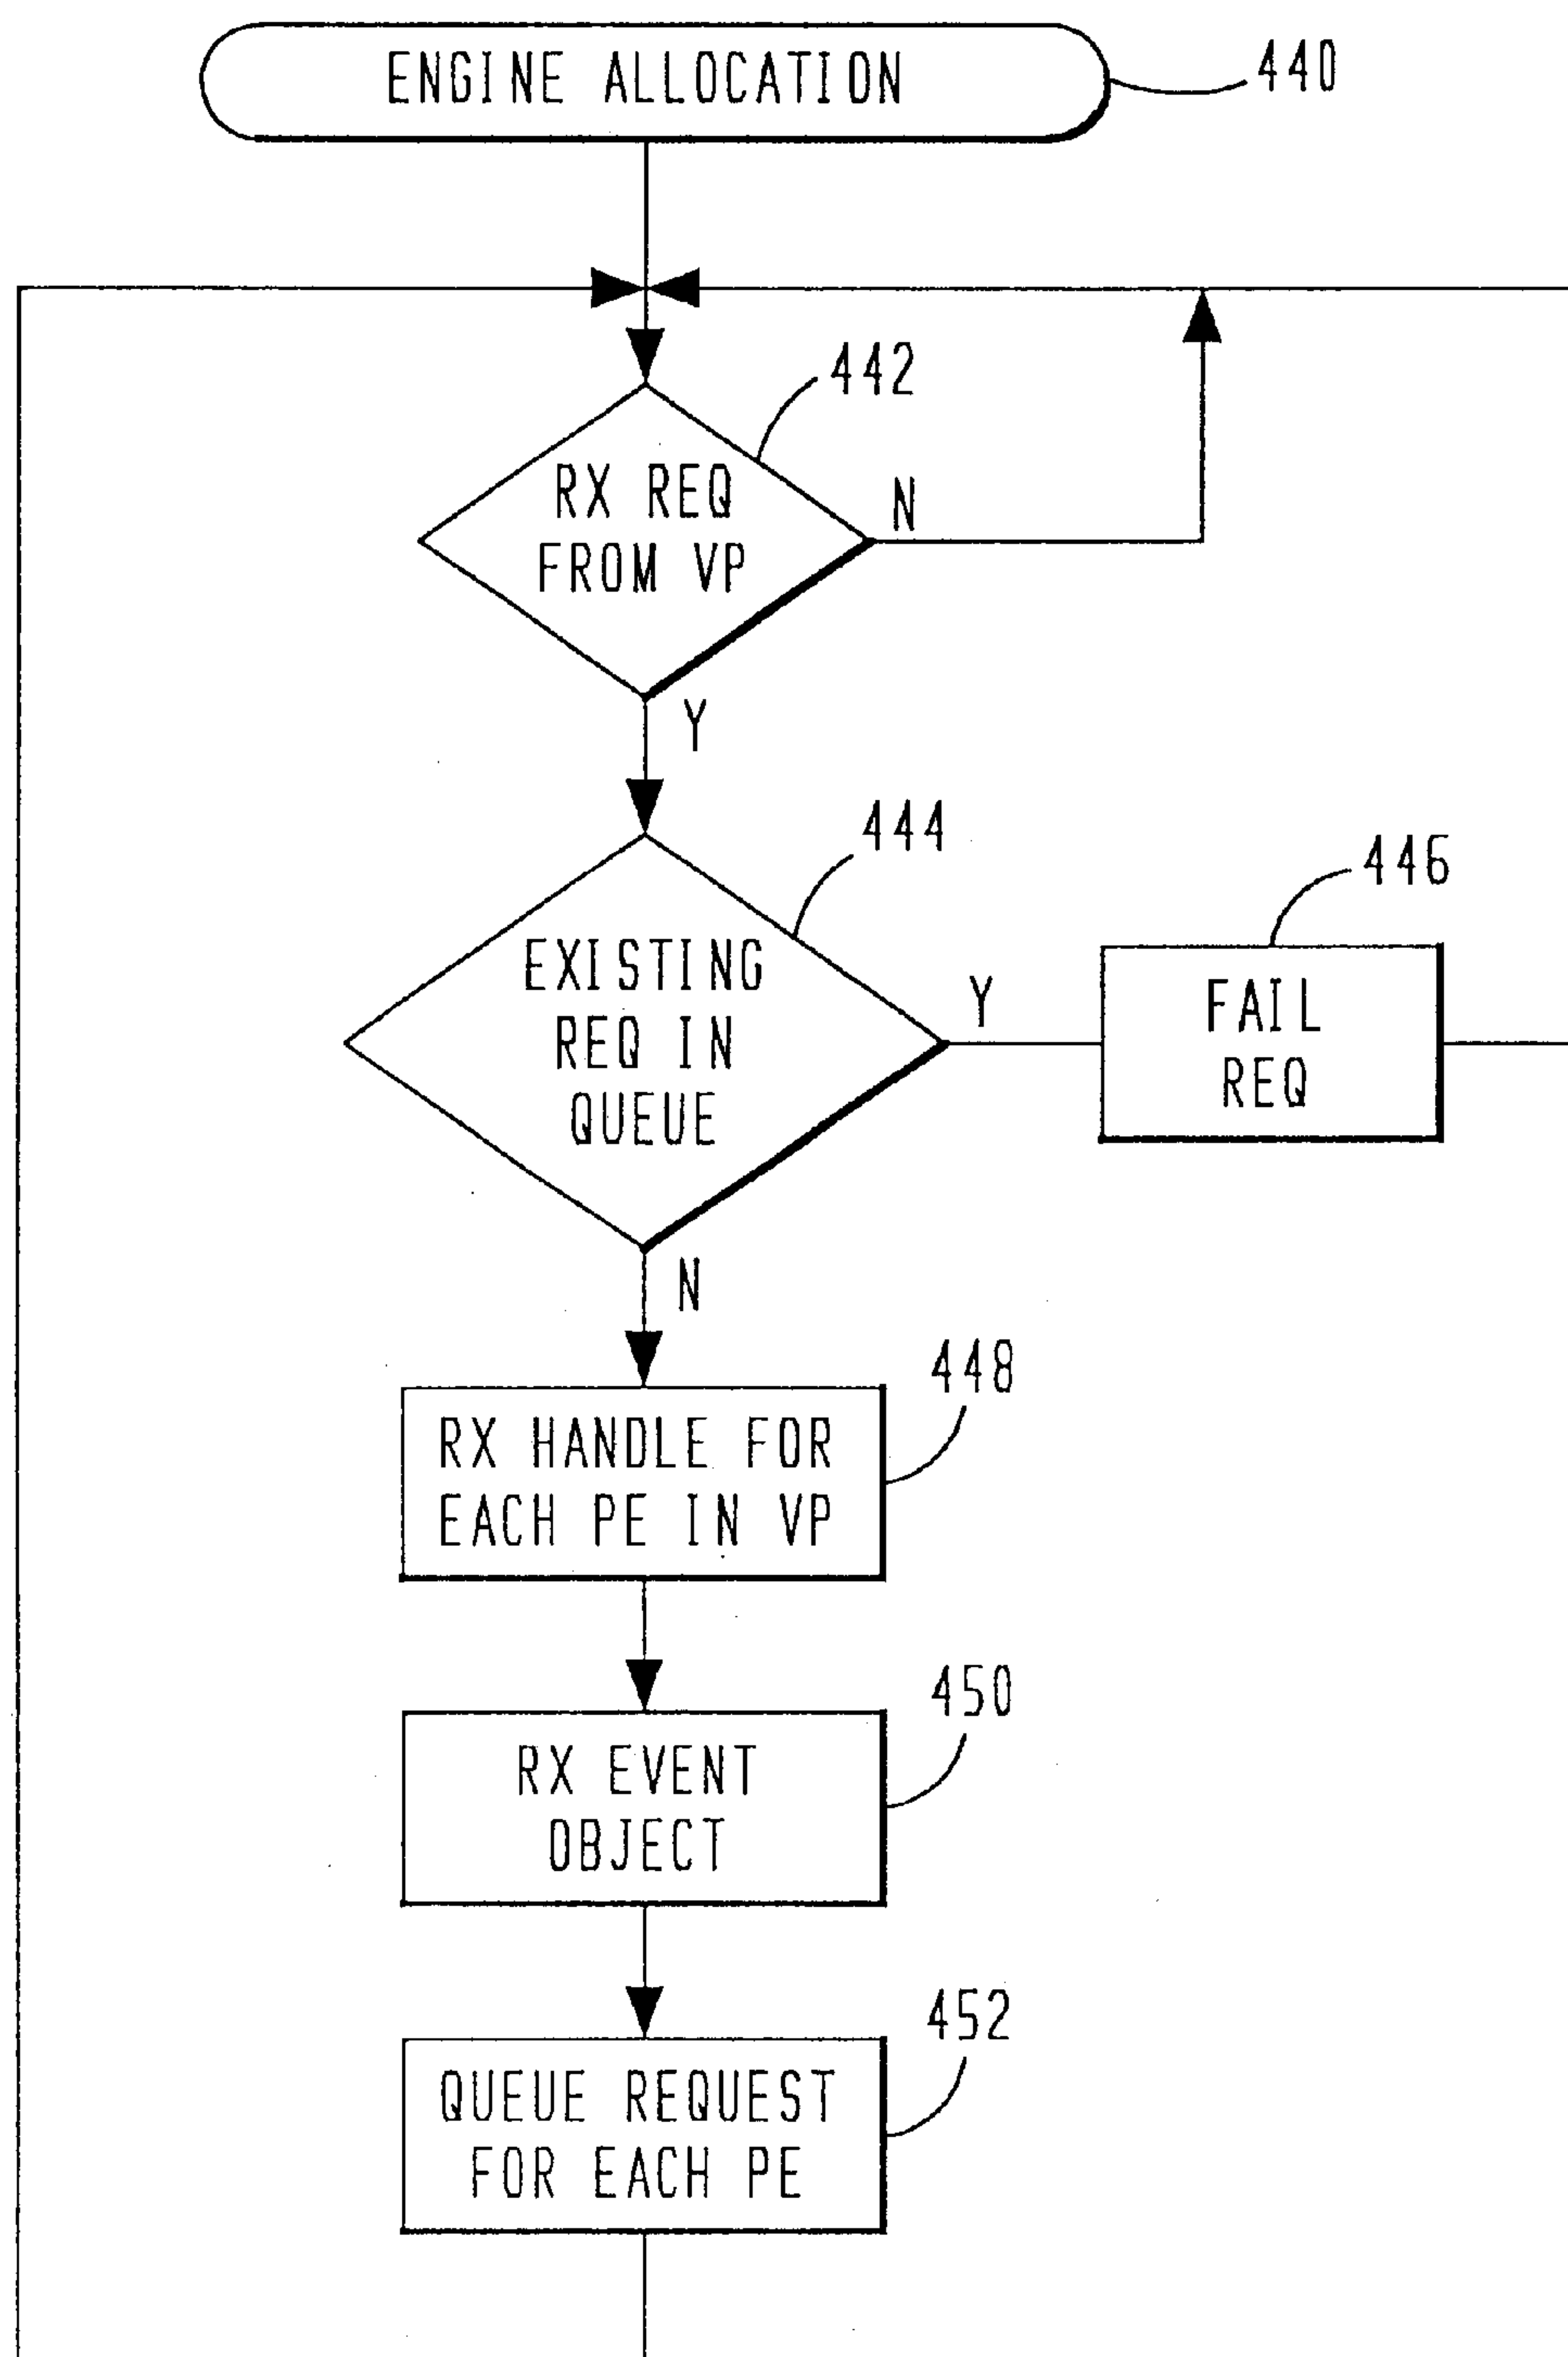 ENGINE ALLOCATION
440
442
RX REQ
FROM VP
N
Y
444
EXISTING
REQ IN
QUEUE
Y
446
FAIL
REQ
N
448
RX HANDLE FOR
EACH PE IN VP
450
RX EVENT
OBJECT
452
QUEUE REQUEST
FOR EACH PE